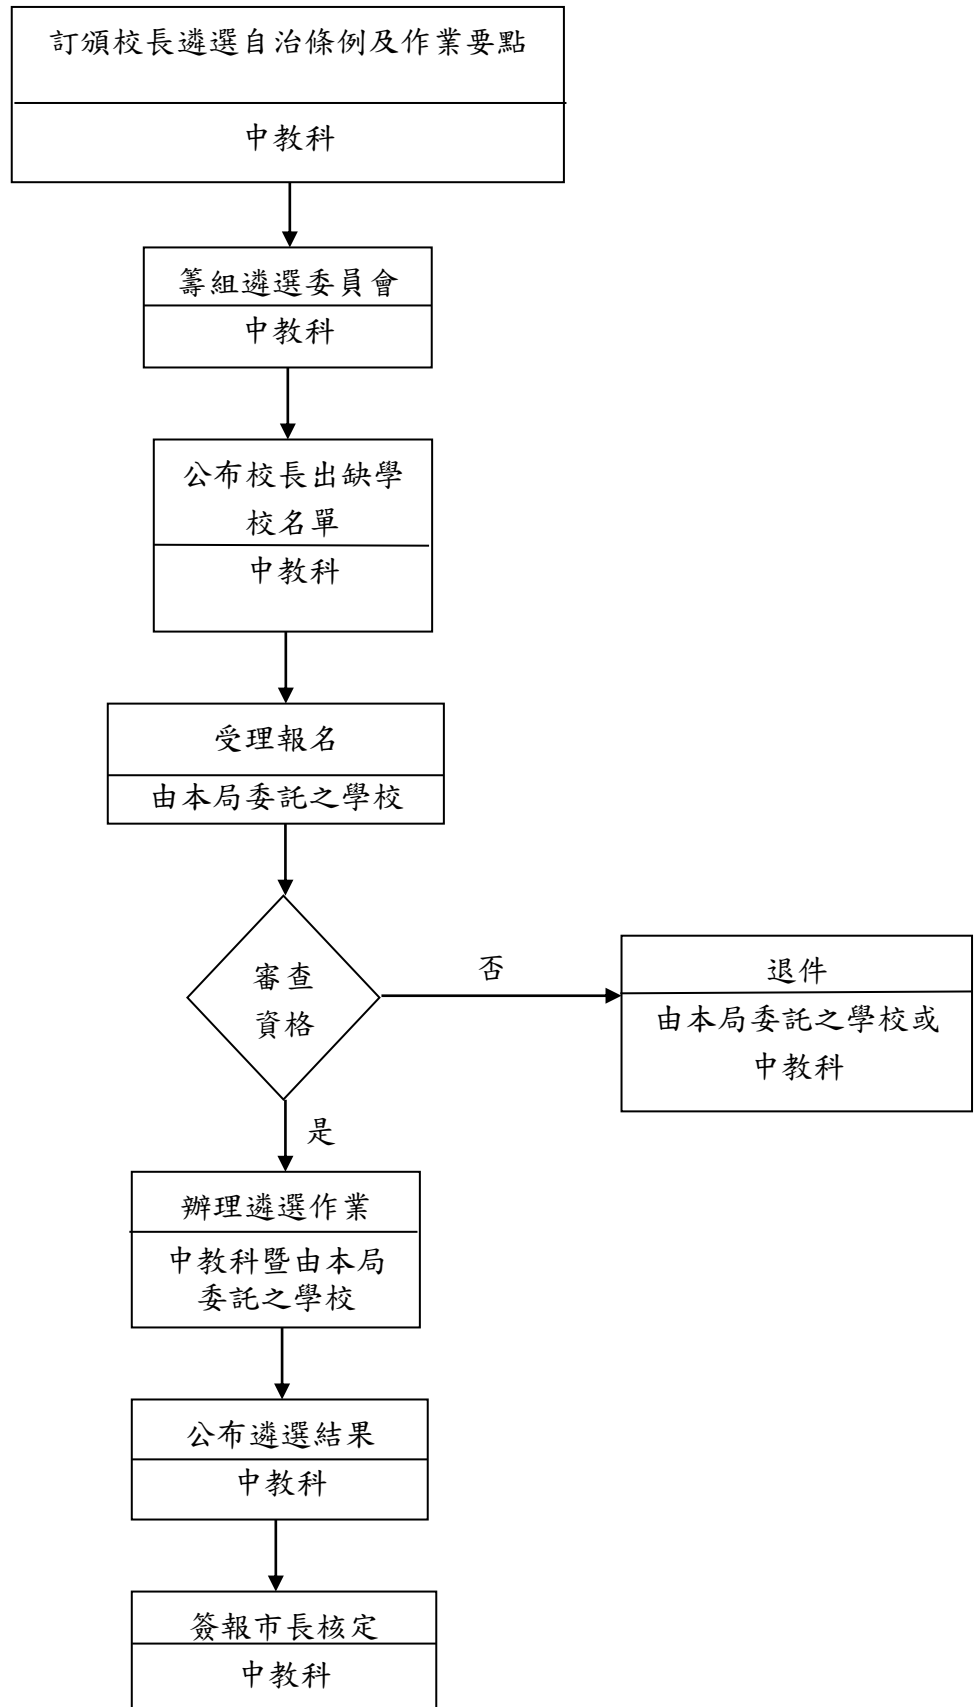 訂頒校長遴選自治條例及作業要點
中教科
籌組遴選委員會
中教科
公布校長出缺學
校名單
中教科
受理報名
由本局委託之學校
審查
資格
否
退件
由本局委託之學校或
中教科
是
辦理遴選作業
中教科暨由本局
委託之學校
公布遴選結果
中教科
簽報市長核定
中教科